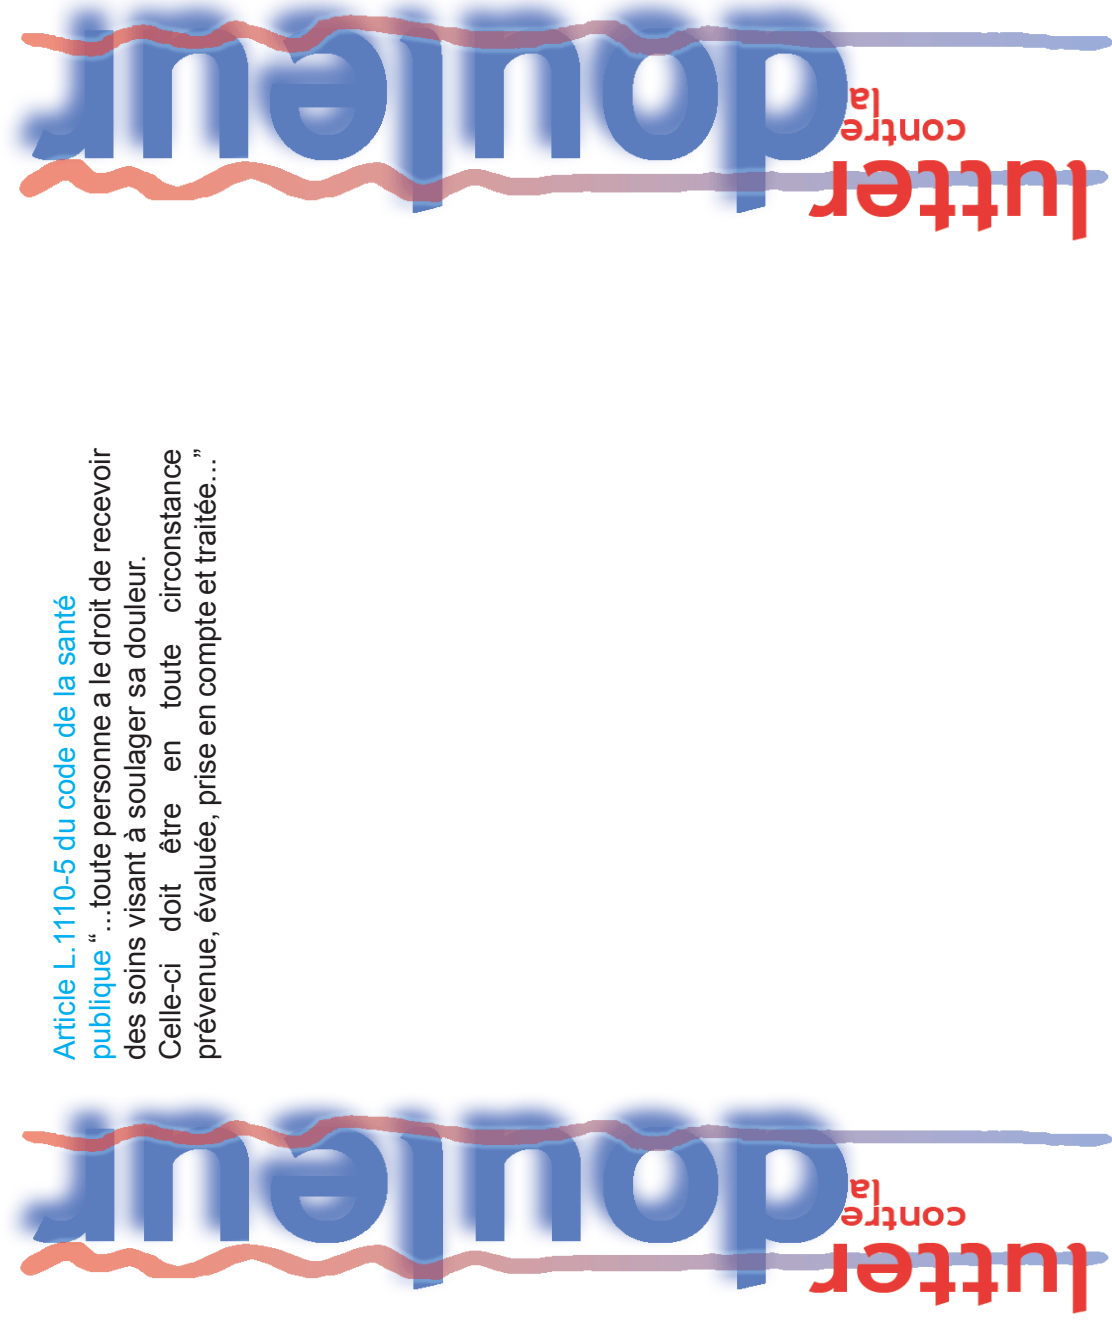 lutter
contre
la
douleur
Article L.1110-5 du code de la santé
publique “...toute personne a le droit de recevoir
des soins visant à soulager sa douleur.
Celle-ci doit être en toute circonstance
prévenue, évaluée, prise en compte et traitée...”
lutter
contre
la
douleur